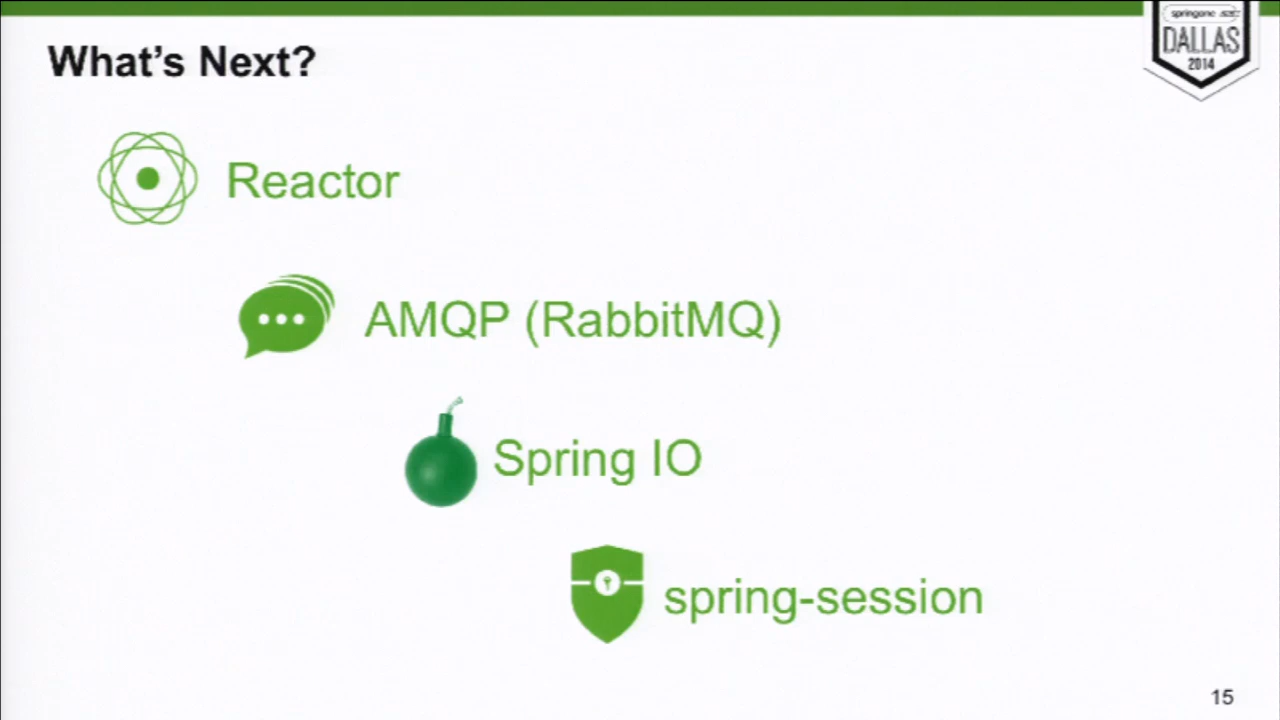 springone 2GX
DALLAS
2014
What's Next?
Reactor
AMQP (RabbitMQ)
Spring IO
spring-session
15